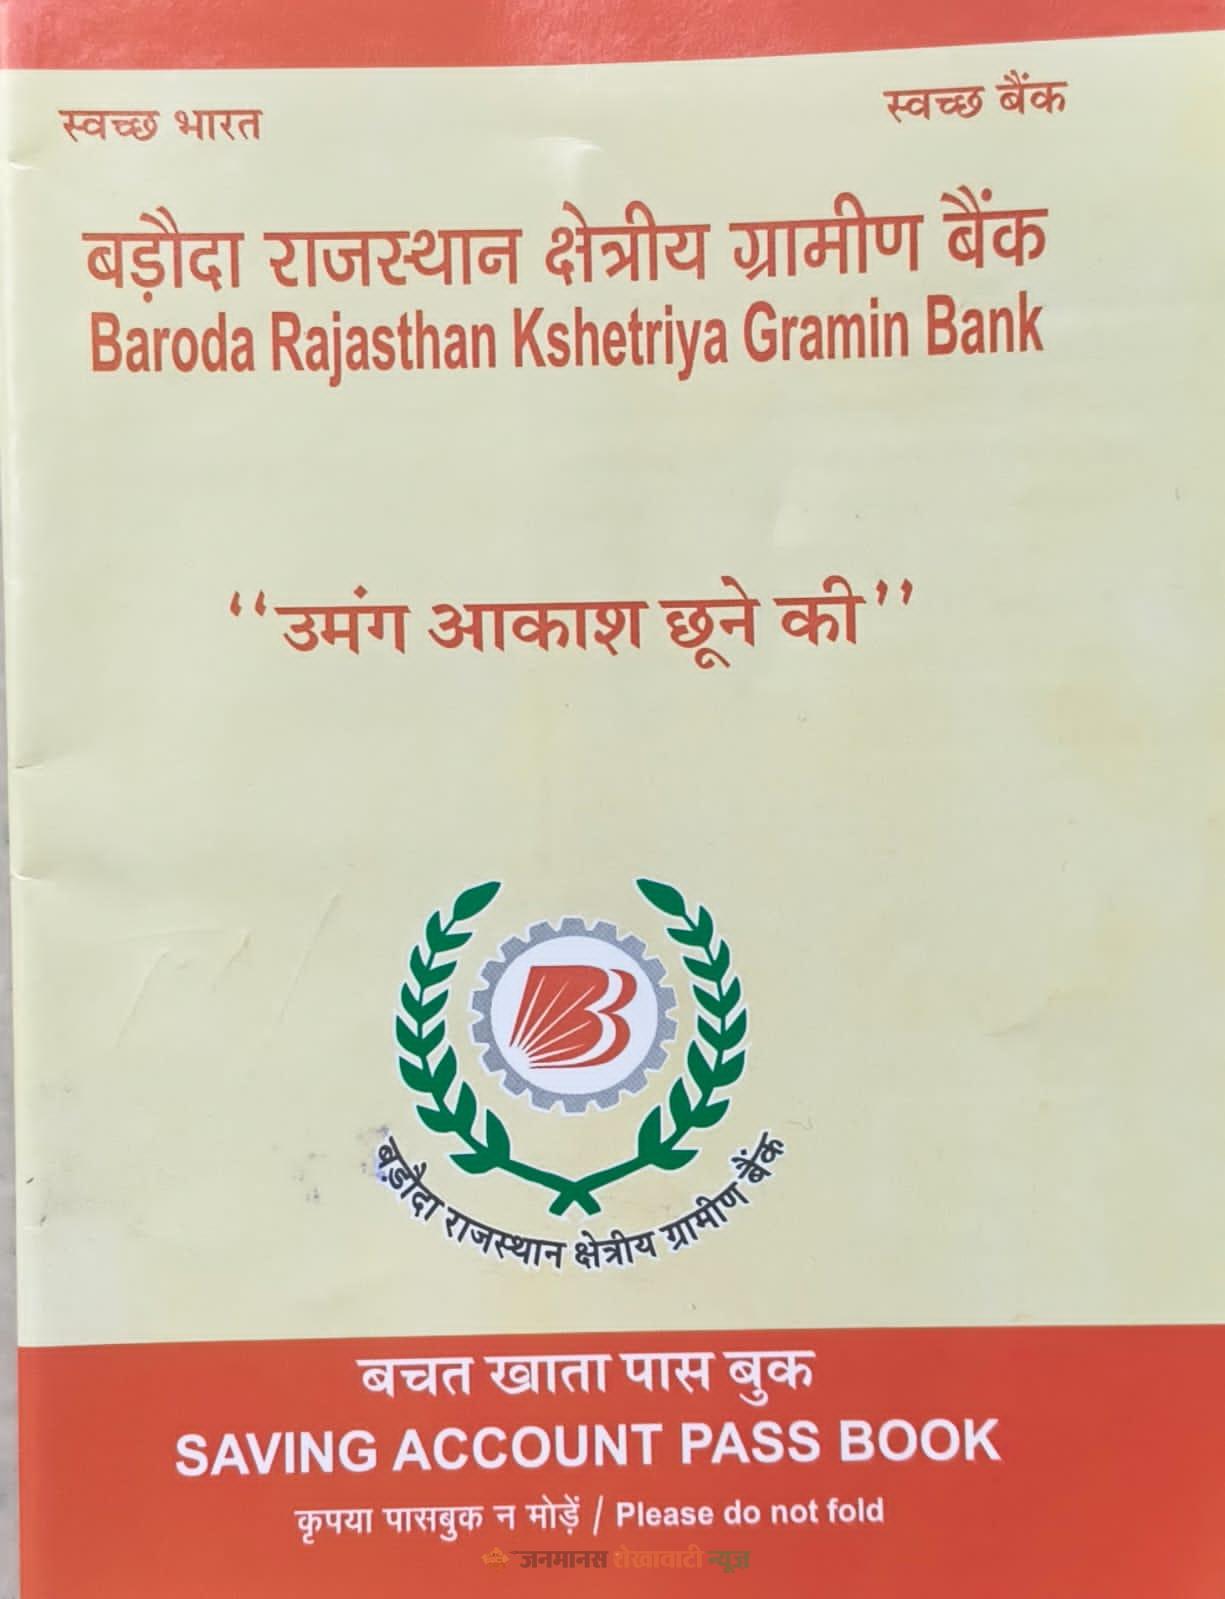 स्वच्छ भारत
स्वच्छ बैंक
बड़ौदा राजस्थान क्षेत्रीय ग्रामीण बैंक
Baroda Rajasthan Kshetriya Gramin Bank
‘‘उमंग आकाश छूने की’’
बड़ौदा राजस्थान क्षेत्रीय ग्रामीण बैंक
बचत खाता पास बुक
SAVING ACCOUNT PASS BOOK
कृपया पासबुक न मोड़ें / Please do not fold
जनमानस शेखावाटी न्यूज